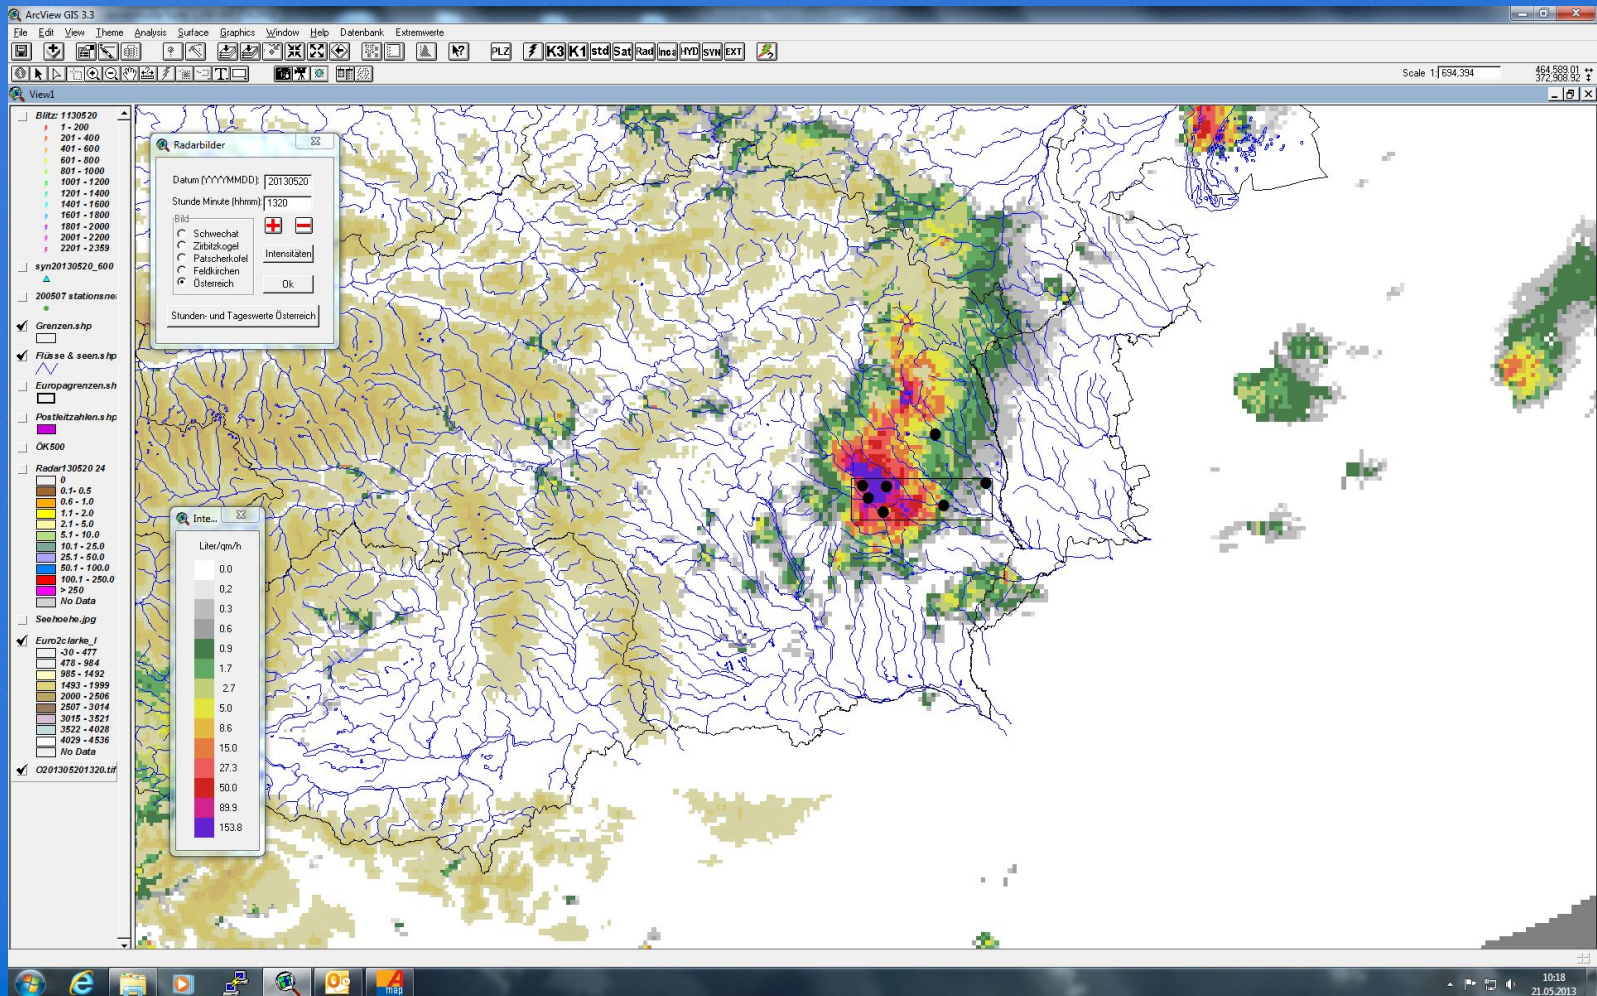 ArcView GIS 3.3
File Edit View Theme Analysis Surface Graphics Window Help Datenbank Extremwerte
PLZ K3 K1 std Sat Rad Inca HYD SYN EXT
Scale 1: 694,394
464,589.01
372,908.92
View1
Blitz: 1130520
1 - 200
201 - 400
401 - 600
601 - 800
801 - 1000
1001 - 1200
1201 - 1400
1401 - 1600
1601 - 1800
1801 - 2000
2001 - 2200
2201 - 2359
syn20130520_600
200507 stationsne
Grenzen.shp
Flüsse & seen.shp
Europagrenzen.sh
Postleitzahlen.shp
ÖK500
Radar130520 24
0
0.1- 0.5
0.6 - 1.0
1.1 - 2.0
2.1 - 5.0
5.1 - 10.0
10.1 - 25.0
25.1 - 50.0
50.1 - 100.0
100.1 - 250.0
> 250
No Data
Seehoehe.jpg
Euro2clarke_l
-30 - 477
478 - 984
985 - 1492
1493 - 1999
2000 - 2506
2507 - 3014
3015 - 3521
3522 - 4028
4029 - 4536
No Data
O201305201320.tif
Radarbilder
Datum (YYYYMMDD): 20130520
Stunde Minute (hhmm): 1320
Bild
Schwechat
Zirbitzkogel
Patscherkofel
Feldkirchen
Österreich
Intensitäten
Ok
Stunden- und Tageswerte Österreich
Inte...
Liter/qm/h
0.0
0,2
0.3
0.6
0.9
1.7
2.7
5.0
8.6
15.0
27.3
50.0
89.9
153.8
map
10:18
21.05.2013